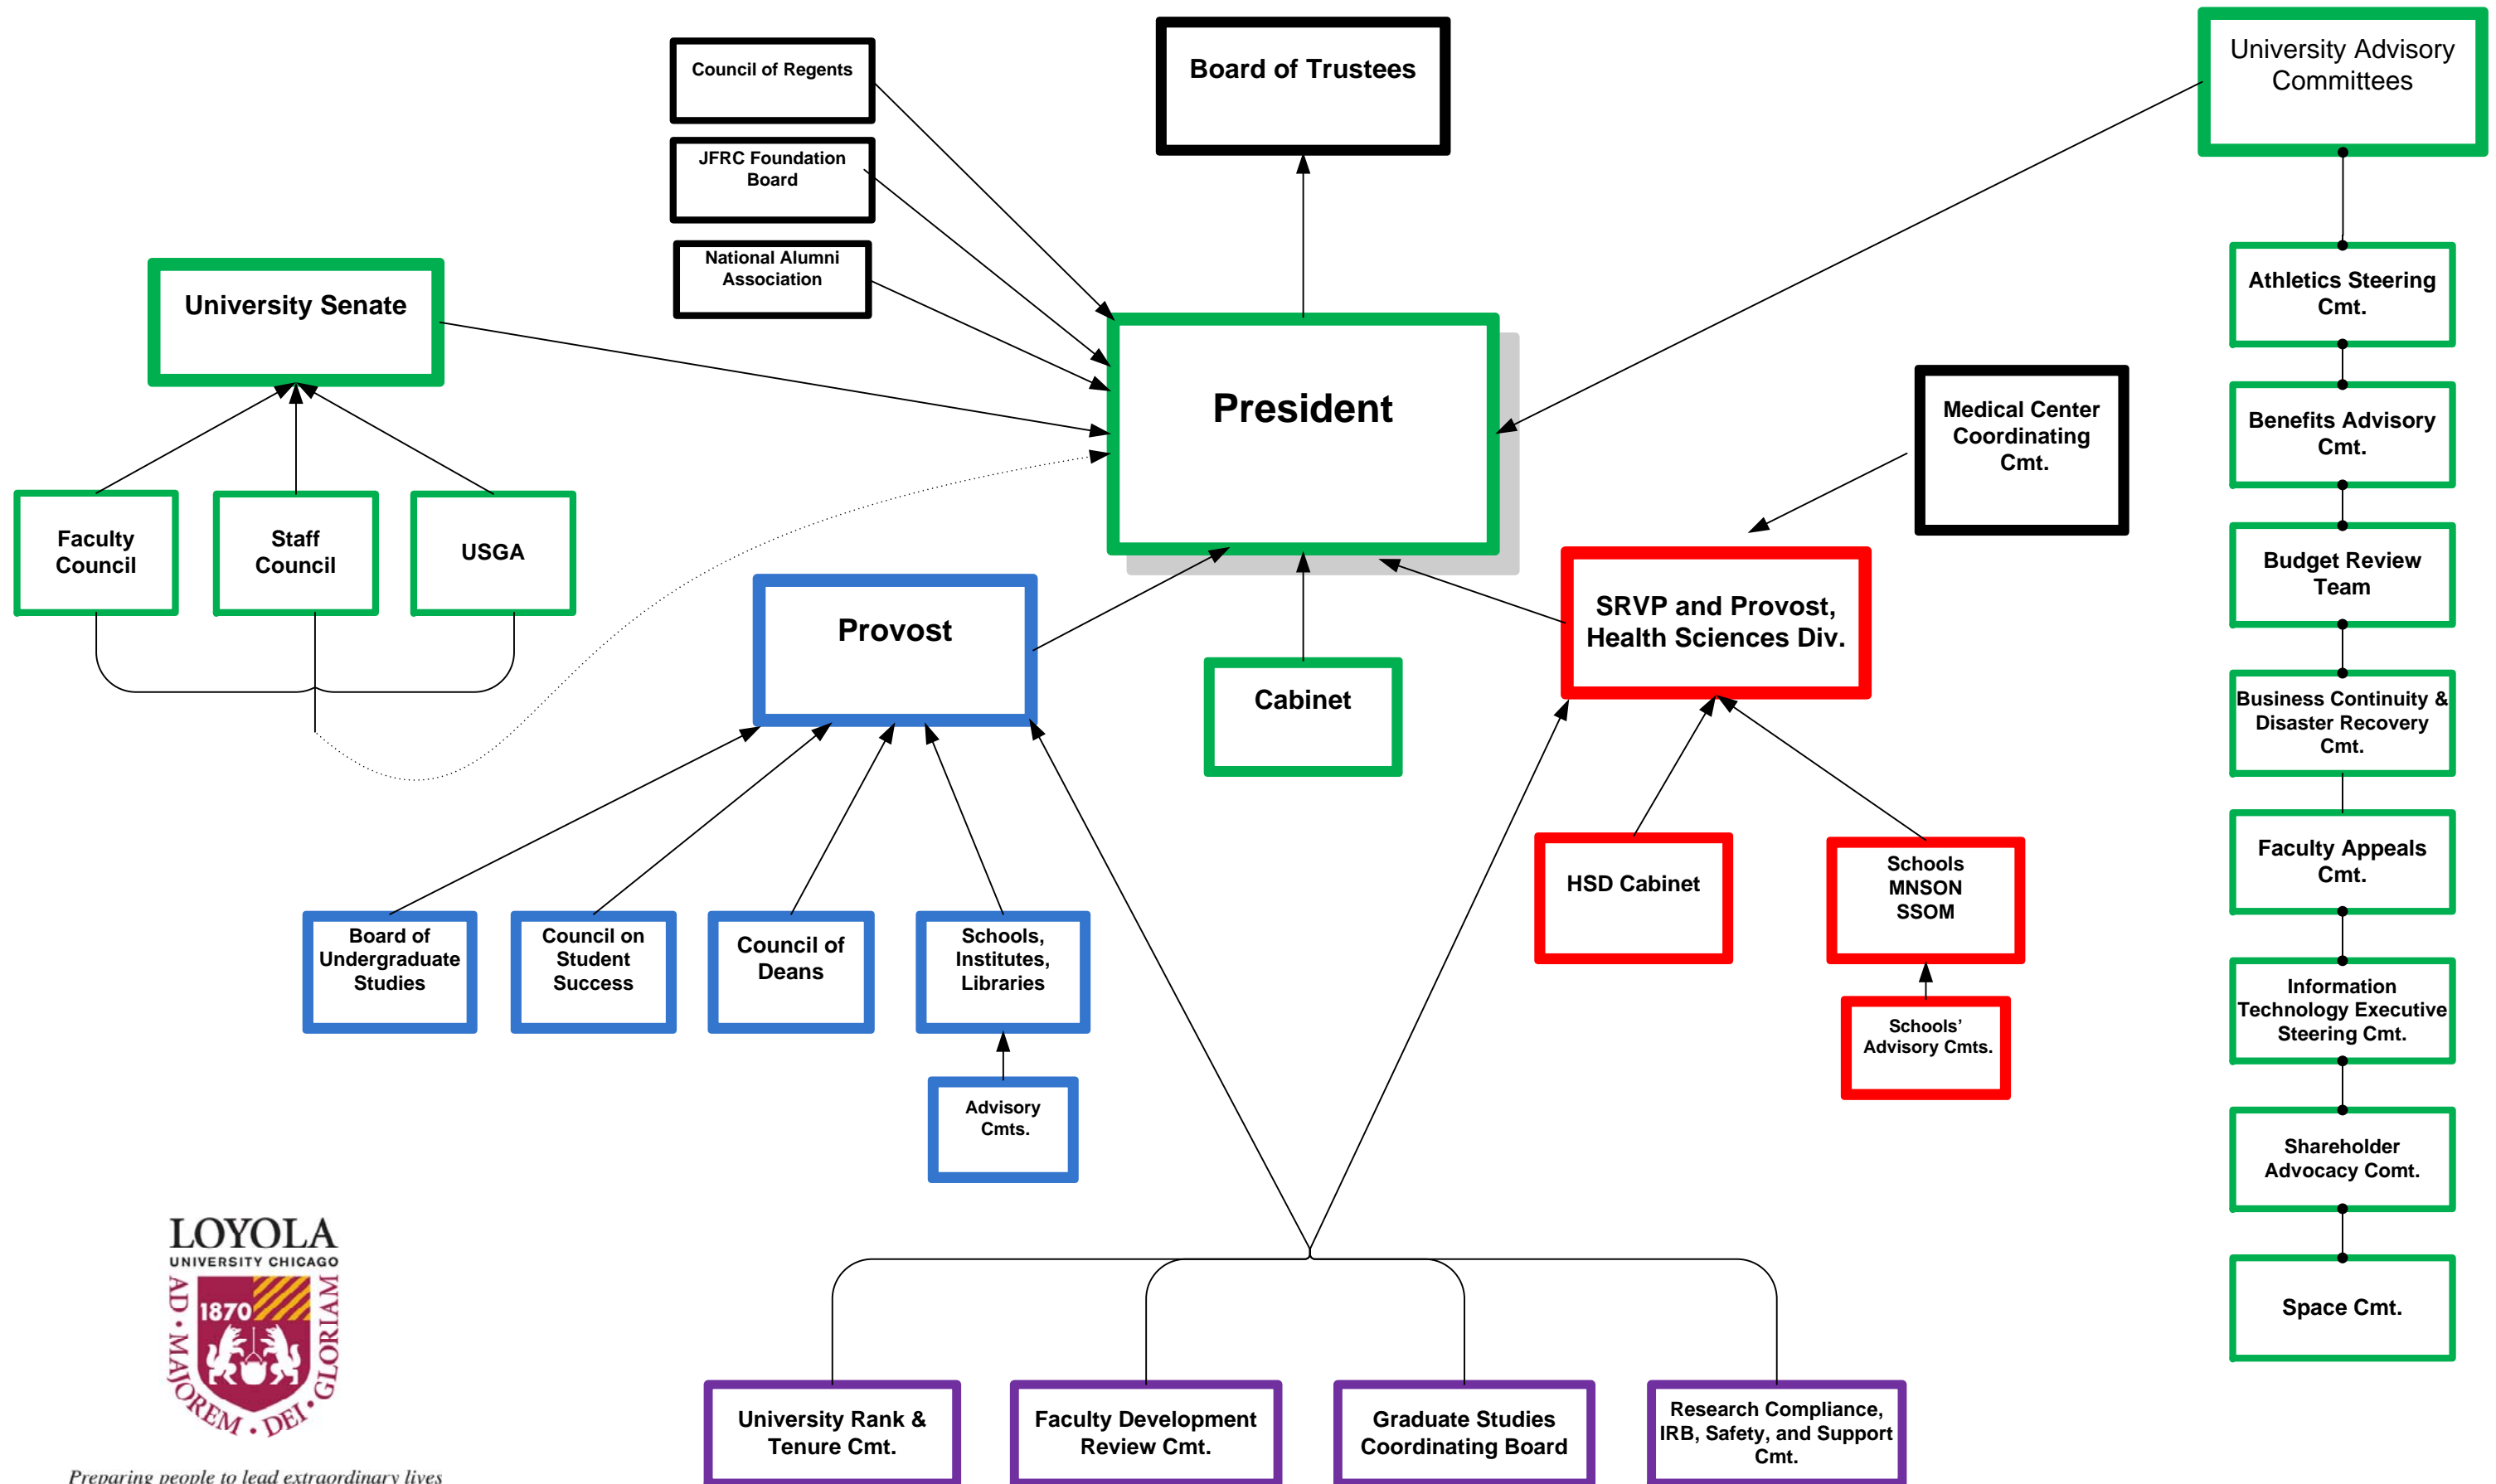 Council of Regents
Board of Trustees
University Advisory
Committees
JFRC Foundation
Board
National Alumni
Association
University Senate
Athletics Steering
Cmt.
President
Medical Center
Coordinating
Cmt.
Benefits Advisory
Cmt.
Faculty
Council
Staff
Council
USGA
Budget Review
Team
Provost
SRVP and Provost,
Health Sciences Div.
Cabinet
Business Continuity &
Disaster Recovery
Cmt.
Faculty Appeals
Cmt.
HSD Cabinet
Schools
MNSON
SSOM
Board of
Undergraduate
Studies
Council on
Student
Success
Council of
Deans
Schools,
Institutes,
Libraries
Information
Technology Executive
Steering Cmt.
Schools’
Advisory Cmts.
Advisory
Cmts.
Shareholder
Advocacy Comt.
Space Cmt.
LOYOLA
UNIVERSITY CHICAGO
1870
AD • MAJOREM • DEI • GLORIAM
Preparing people to lead extraordinary lives
University Rank &
Tenure Cmt.
Faculty Development
Review Cmt.
Graduate Studies
Coordinating Board
Research Compliance,
IRB, Safety, and Support
Cmt.